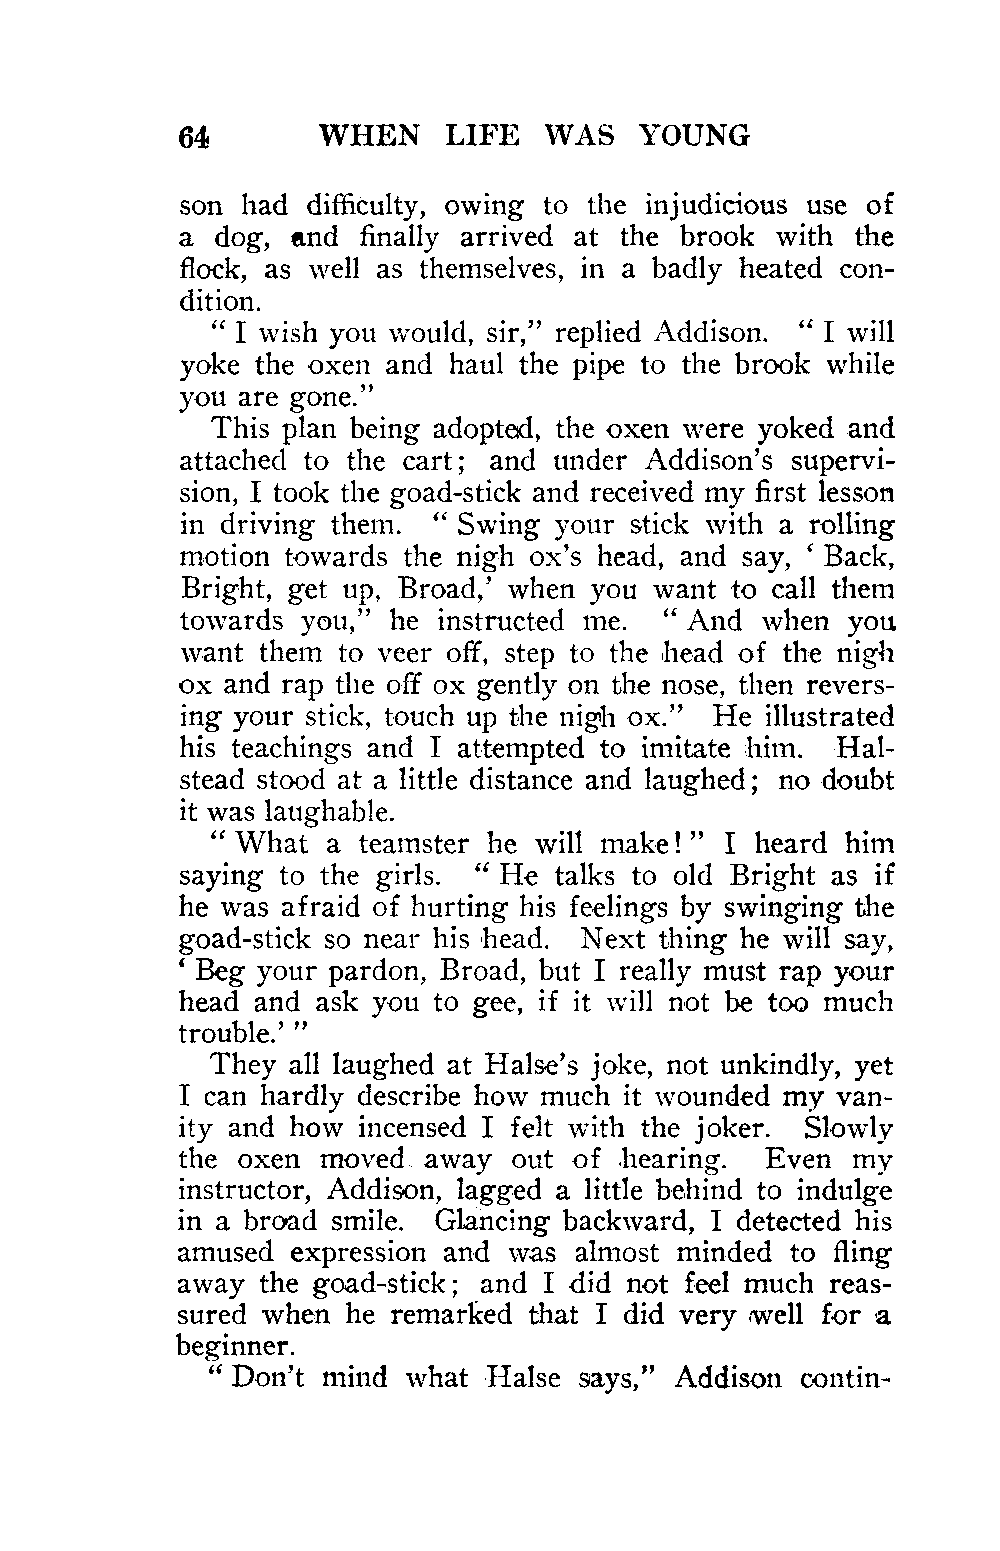 64 WHEN LIFE WAS YOUNG
son had difficulty, owing to the injudicious use of
a dog, and finally arrived at the brook with the
flock, as well as themselves, in a badly heated con-
dition.
“ I wish you would, sir,” replied Addison. “ I will
yoke the oxen and haul the pipe to the brook while
you are gone.”
This plan being adopted, the oxen were yoked and
attached to the cart; and under Addison’s supervi-
sion, I took the goad-stick and received my first lesson
in driving them. “ Swing your stick with a rolling
motion towards the nigh ox’s head, and say, ‘ Back,
Bright, get up, Broad,’ when you want to call them
towards you,” he instructed me. “ And when you
want them to veer off, step to the head of the nigh
ox and rap the off ox gently on the nose, then revers-
ing your stick, touch up the nigh ox.” He illustrated
his teachings and I attempted to imitate him. Hal-
stead stood at a little distance and laughed; no doubt
it was laughable.
“ What a teamster he will make! ” I heard him
saying to the girls. “ He talks to old Bright as if
he was afraid of hurting his feelings by swinging the
goad-stick so near his head. Next thing he will say,
‘ Beg your pardon, Broad, but I really must rap your
head and ask you to gee, if it will not be too much
trouble.’ ”
They all laughed at Halse’s joke, not unkindly, yet
I can hardly describe how much it wounded my van-
ity and how incensed I felt with the joker. Slowly
the oxen moved away out of hearing. Even my
instructor, Addison, lagged a little behind to indulge
in a broad smile. Glancing backward, I detected his
amused expression and was almost minded to fling
away the goad-stick; and I did not feel much reas-
sured when he remarked that I did very well for a
beginner.
“ Don’t mind what Halse says,” Addison contin-